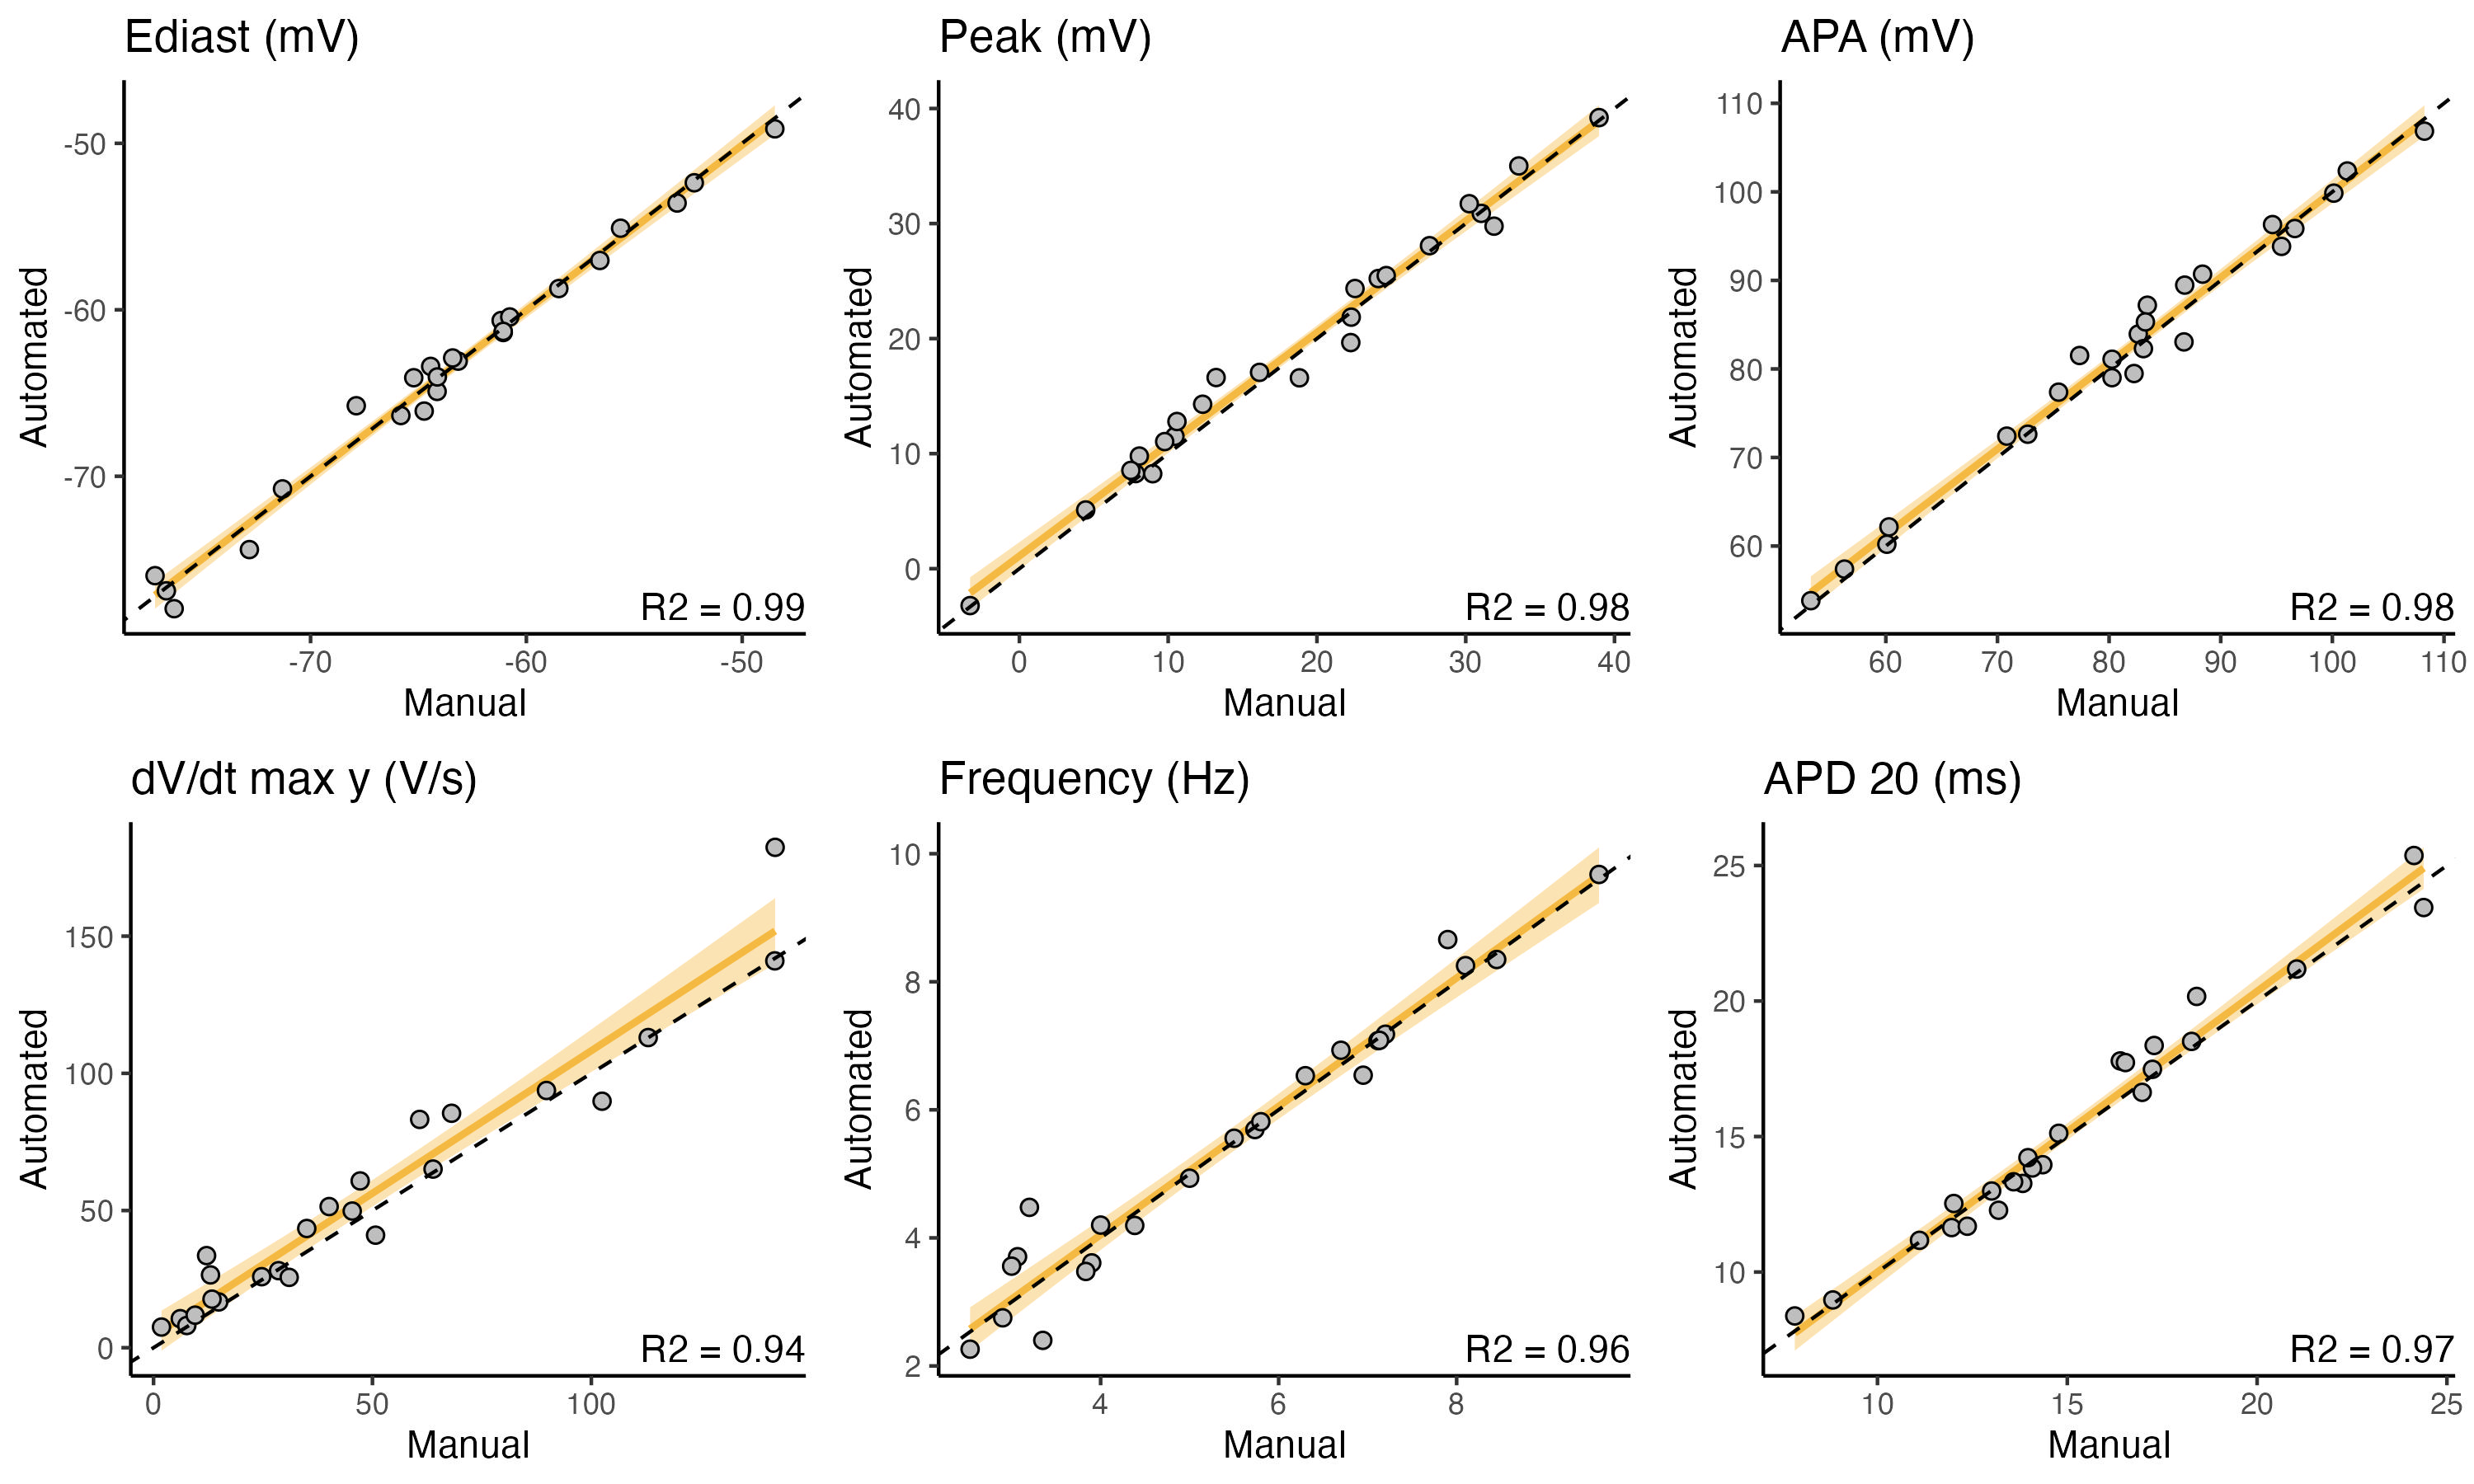 Ediast (mV)
Automated
-50
-60
-70
R2 = 0.99
-70 -60 -50
Manual
Peak (mV)
Automated
40
30
20
10
0
R2 = 0.98
0 10 20 30 40
Manual
APA (mV)
Automated
110
100
90
80
70
60
R2 = 0.98
60 70 80 90 100 110
Manual
dV/dt max y (V/s)
Automated
150
100
50
0
R2 = 0.94
0 50 100
Manual
Frequency (Hz)
Automated
10
8
6
4
2
R2 = 0.96
4 6 8
Manual
APD 20 (ms)
Automated
25
20
15
10
R2 = 0.97
10 15 20 25
Manual